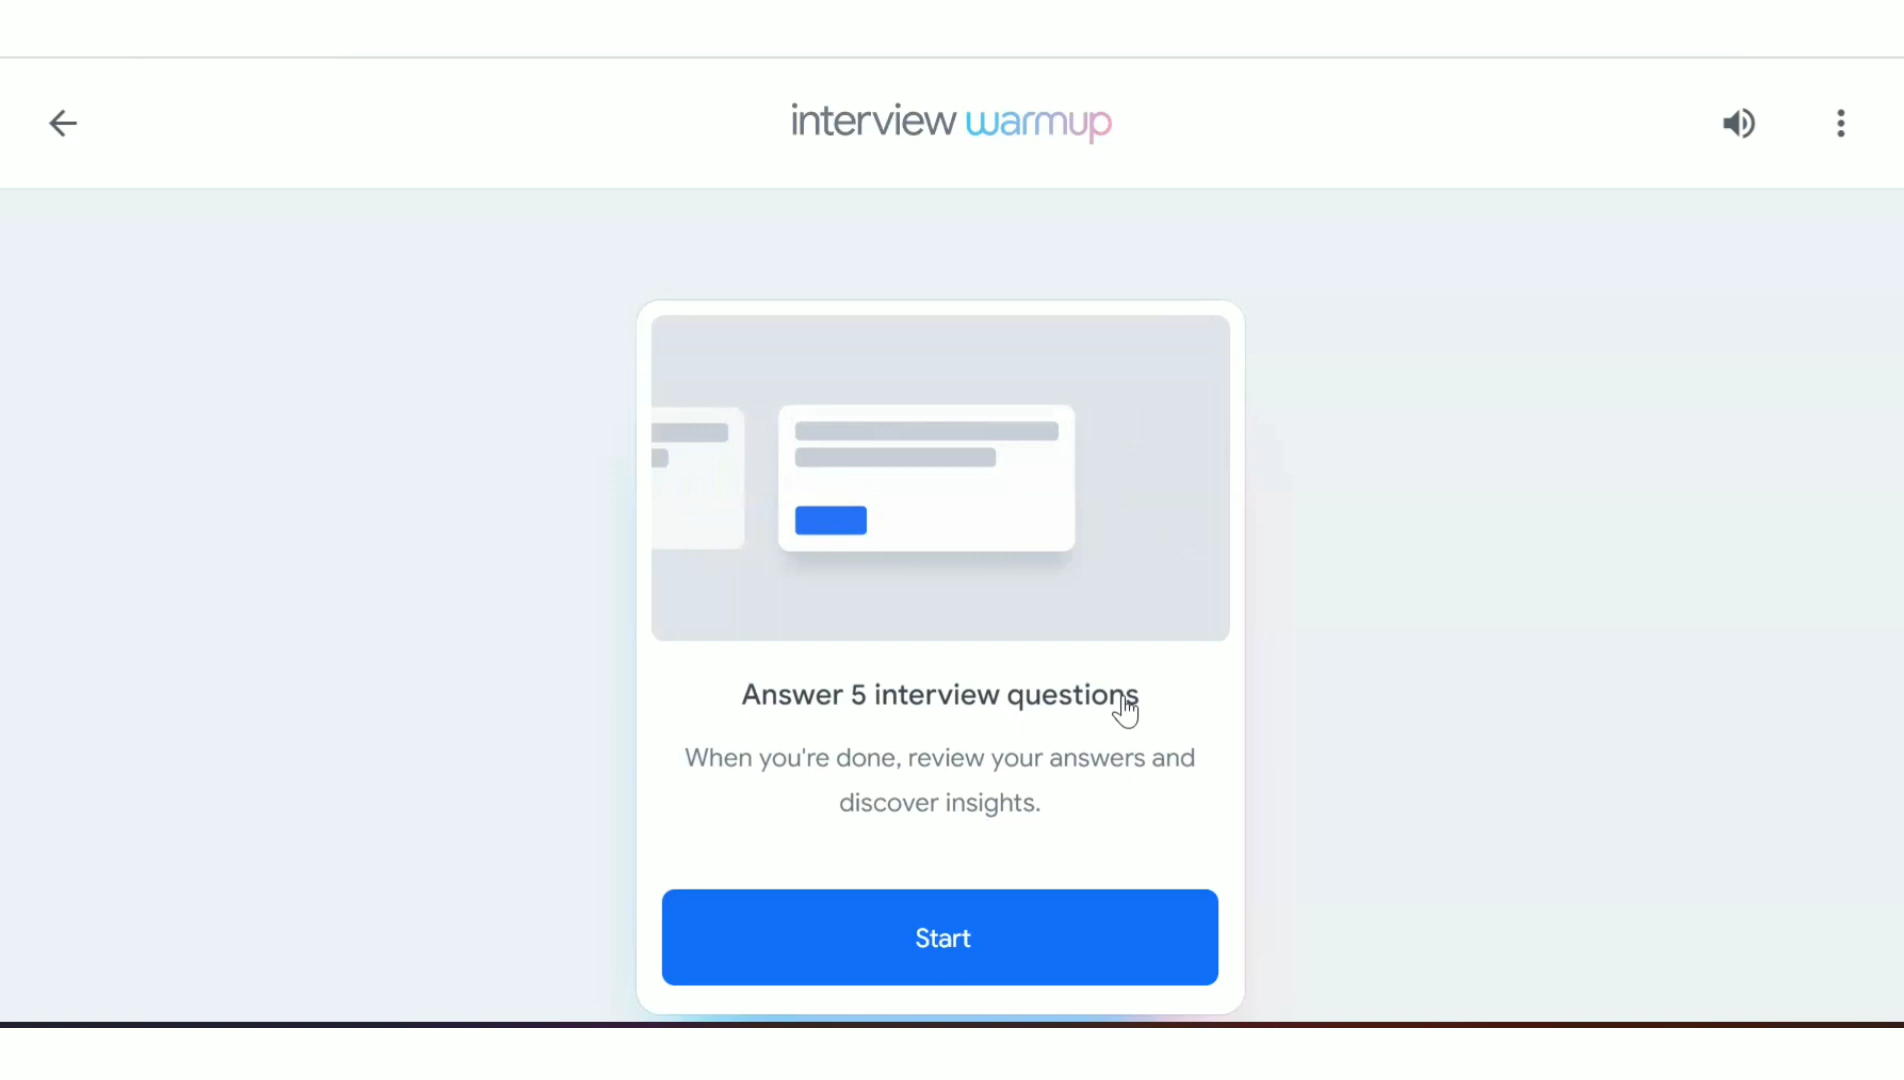 interview warmup
Answer 5 interview questions
When you're done, review your answers and
discover insights.
Start